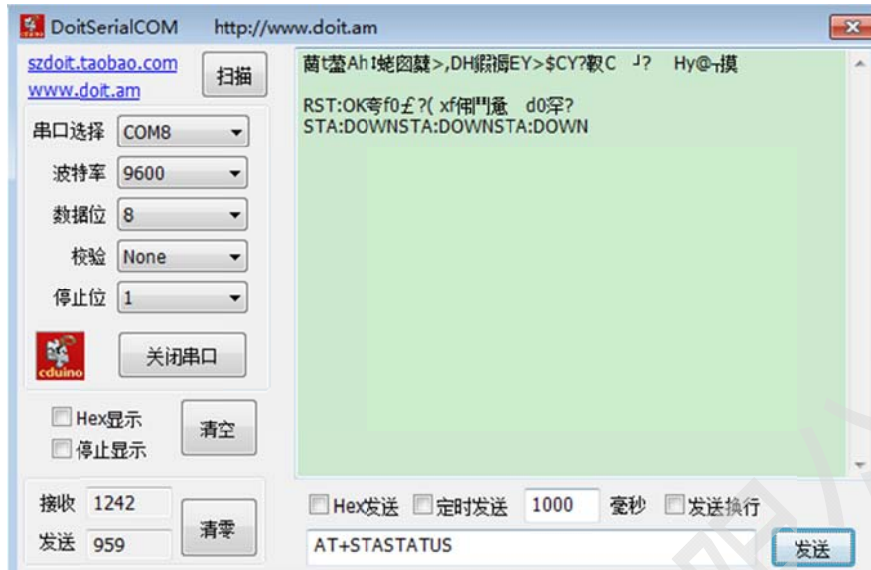 DoitSerialCOM http://www.doit.am
szdoit.taobao.com
www.doit.am
扫描
串口选择 COM8
波特率 9600
数据位 8
校验 None
停止位 1
cduino
关闭串口
Hex显示
停止显示
清空
接收 1242
发送 959
清零
RST:OK
STA:DOWNSTA:DOWNSTA:DOWN
Hex发送 定时发送 1000 毫秒 发送换行
AT+STASTATUS
发送